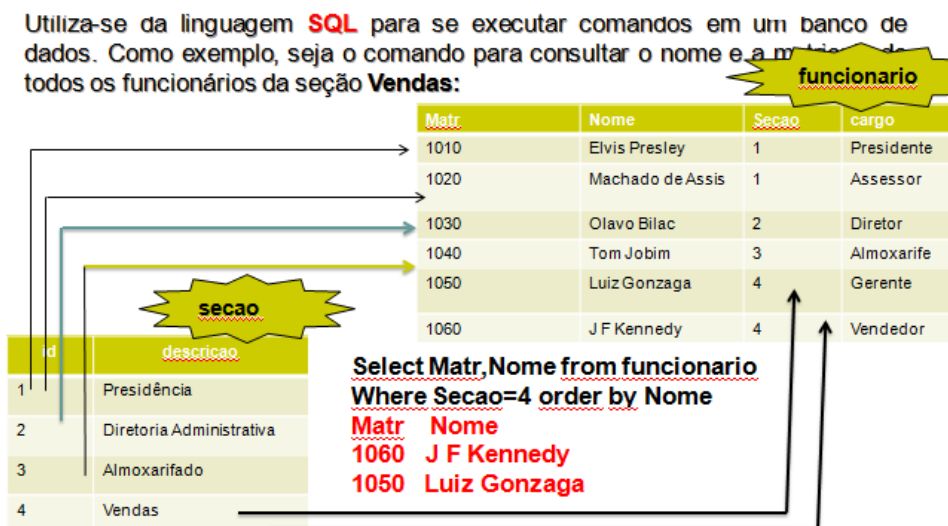 Utiliza-se da linguagem SQL para se executar comandos em um banco de
dados. Como exemplo, seja o comando para consultar o nome e a
todos os funcionários da seção Vendas:
funcionario
Matr Nome Secao cargo
1010 Elvis Presley 1 Presidente
1020 Machado de Assis 1 Assessor
1030 Olavo Bilac 2 Diretor
1040 Tom Jobim 3 Almoxarife
1050 Luiz Gonzaga 4 Gerente
1060 J F Kennedy 4 Vendedor
secao
id descricao
1 Presidência
2 Diretoria Administrativa
3 Almoxarifado
4 Vendas
Select Matr,Nome from funcionario
Where Secao=4 order by Nome
Matr Nome
1060 J F Kennedy
1050 Luiz Gonzaga